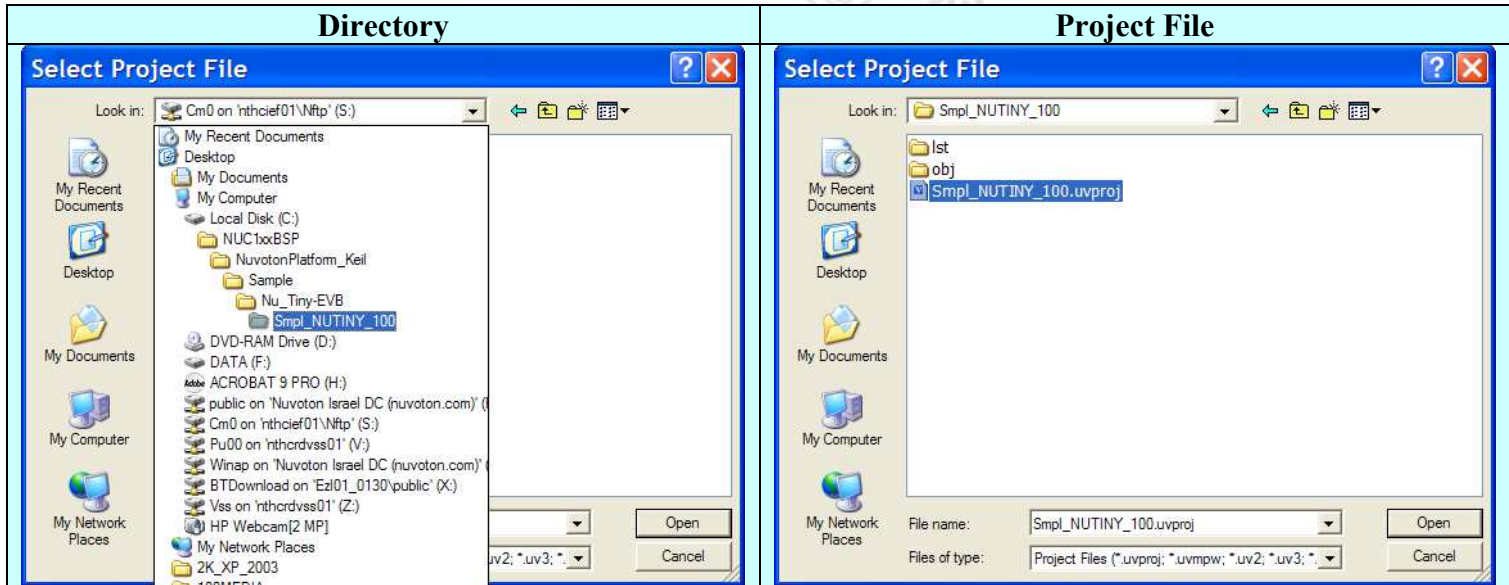 Directory
Project File
Select Project File
Look in:
Cm0 on 'nthcief01\Nftp' (S:)
My Recent Documents
Desktop
My Documents
My Computer
Local Disk (C:)
NUC1xxBSP
NuvotonPlatform_Keil
Sample
Nu_Tiny-EVB
Smpl_NUTINY_100
DVD-RAM Drive (D:)
DATA (F:)
Adobe ACROBAT 9 PRO (H:)
public on 'Nuvoton Israel DC (nuvoton.com)'
Cm0 on 'nthcief01\Nftp' (S:)
Pu00 on 'nthcrdvss01' (V:)
Winap on 'Nuvoton Israel DC (nuvoton.com)'
BTDownload on 'Ezl01_0130\public' (X:)
Vss on 'nthcrdvss01' (Z:)
HP Webcam[2 MP]
My Network Places
2K_XP_2003
My Recent
Documents
Desktop
My Documents
My Computer
My Network
Places
Open
uv2; *.uv3; *.
Cancel
Select Project File
Look in:
Smpl_NUTINY_100
lst
obj
Smpl_NUTINY_100.uvproj
My Recent
Documents
Desktop
My Documents
My Computer
My Network
Places
File name:
Smpl_NUTINY_100.uvproj
Open
Files of type:
Project Files (*.uvproj; *.uvmpw; *.uv2; *.uv3; *.
Cancel